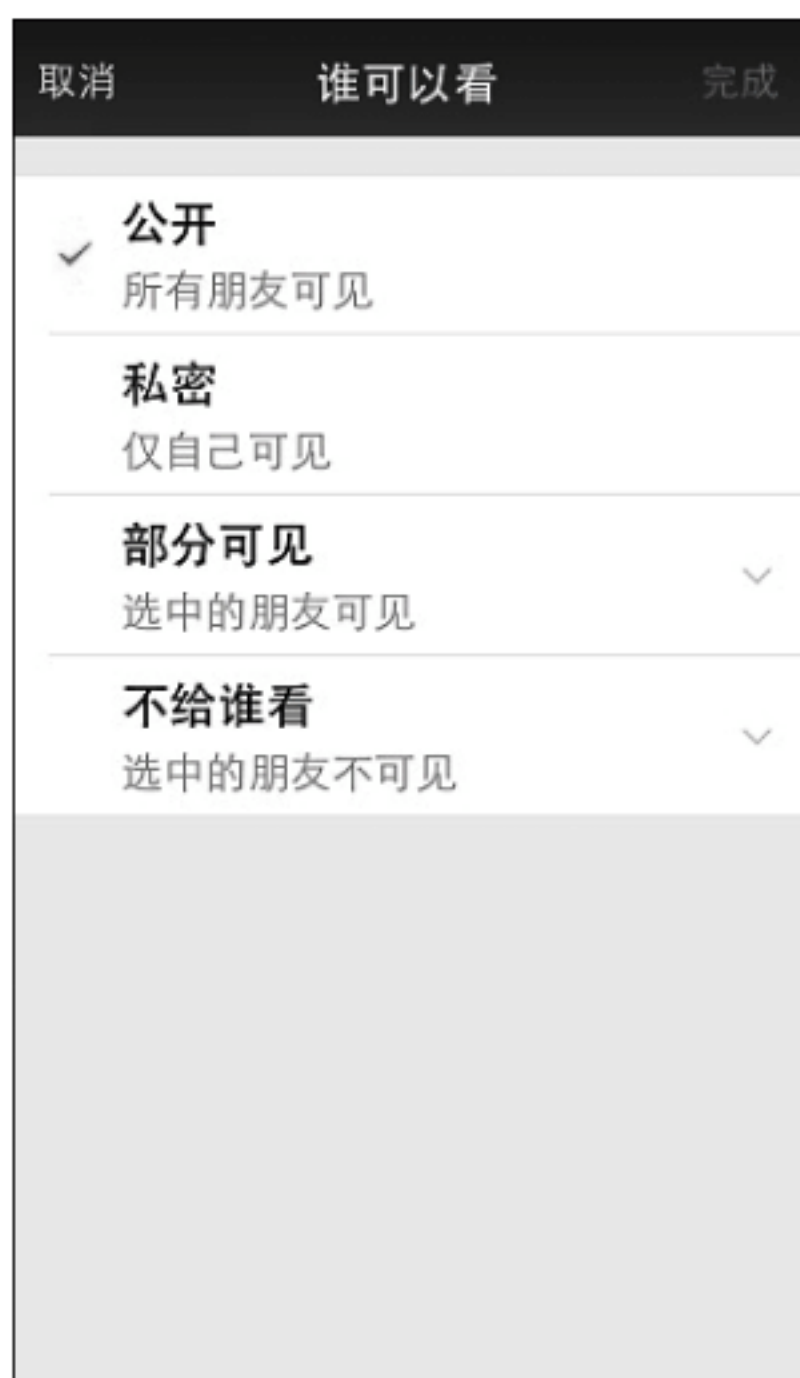 取消 谁可以看 完成
公开
所有朋友可见
私密
仅自己可见
部分可见
选中的朋友可见
不给谁看
选中的朋友不可见